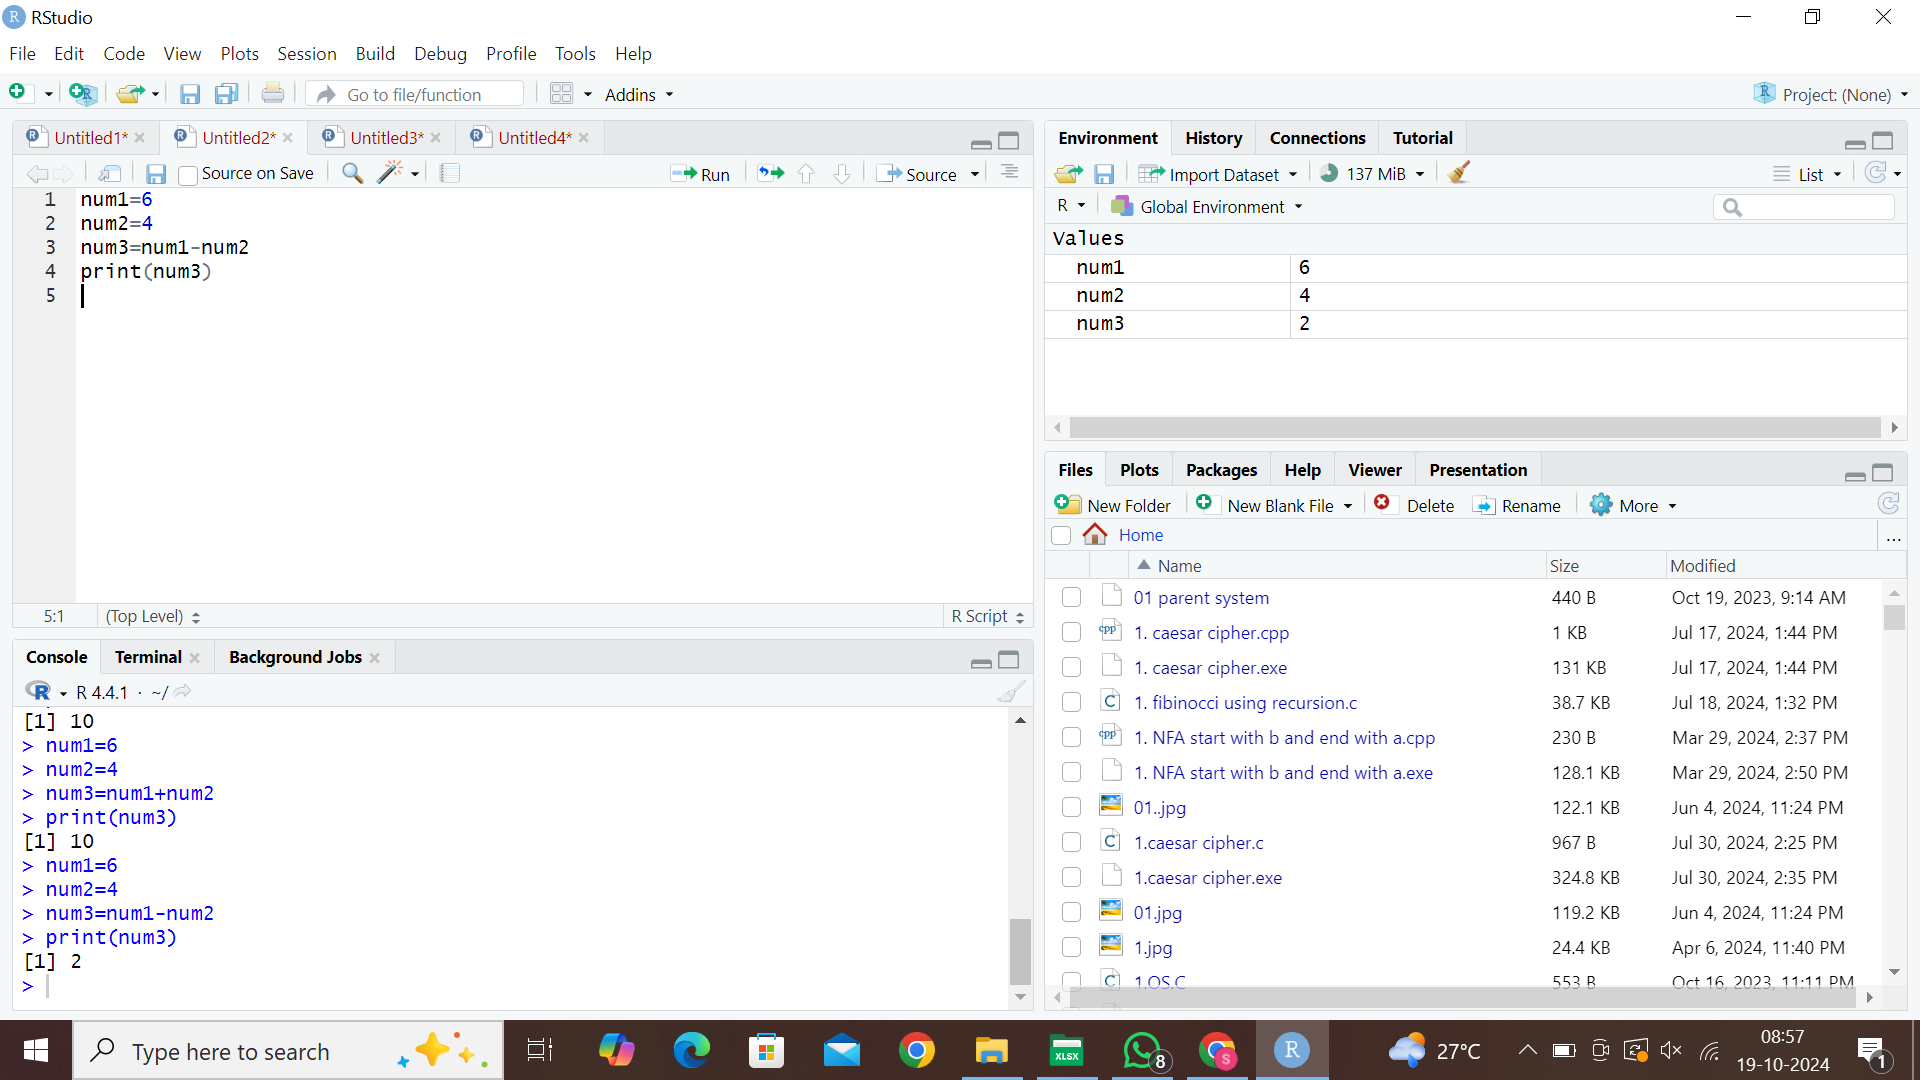 RStudio
File Edit Code View Plots Session Build Debug Profile Tools Help
Go to file/function Addins Project: (None)
Untitled1* Untitled2* Untitled3* Untitled4*
Source on Save Run Source
1 num1=6
2 num2=4
3 num3=num1-num2
4 print(num3)
5
5:1 (Top Level) R Script
Console Terminal Background Jobs
R 4.4.1 · ~/
[1] 10
> num1=6
> num2=4
> num3=num1+num2
> print(num3)
[1] 10
> num1=6
> num2=4
> num3=num1-num2
> print(num3)
[1] 2
>
Environment History Connections Tutorial
Import Dataset 137 MiB List
R Global Environment
Values
num1 6
num2 4
num3 2
Files Plots Packages Help Viewer Presentation
New Folder New Blank File Delete Rename More
Home ...
Name Size Modified
01 parent system 440 B Oct 19, 2023, 9:14 AM
1. caesar cipher.cpp 1 KB Jul 17, 2024, 1:44 PM
1. caesar cipher.exe 131 KB Jul 17, 2024, 1:44 PM
1. fibinocci using recursion.c 38.7 KB Jul 18, 2024, 1:32 PM
1. NFA start with b and end with a.cpp 230 B Mar 29, 2024, 2:37 PM
1. NFA start with b and end with a.exe 128.1 KB Mar 29, 2024, 2:50 PM
01..jpg 122.1 KB Jun 4, 2024, 11:24 PM
1.caesar cipher.c 967 B Jul 30, 2024, 2:25 PM
1.caesar cipher.exe 324.8 KB Jul 30, 2024, 2:35 PM
01.jpg 119.2 KB Jun 4, 2024, 11:24 PM
1.jpg 24.4 KB Apr 6, 2024, 11:40 PM
1.OS.C 553 B Oct 16, 2023, 11:11 PM
Type here to search XLSX 8 S R 27°C 08:57
19-10-2024 1